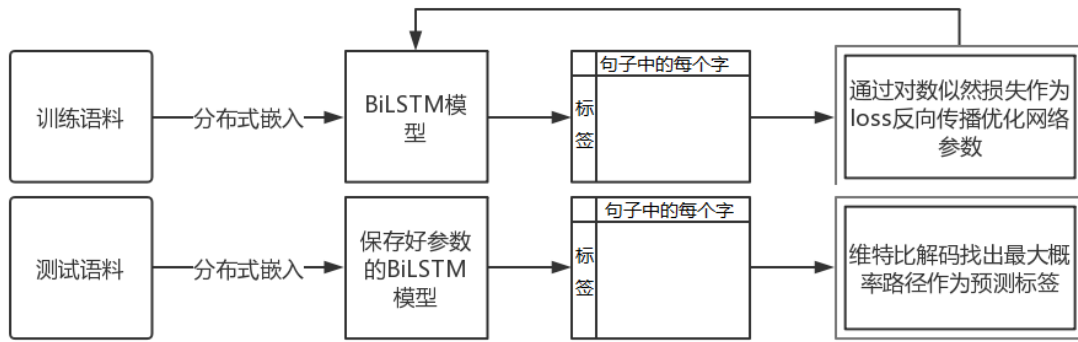 训练语料
分布式嵌入
BiLSTM模
型
句子中的每个字
标
签
通过对数似然损失作为
loss反向传播优化网络
参数
测试语料
分布式嵌入
保存好参数
的BiLSTM
模型
句子中的每个字
标
签
维特比解码找出最大概
率路径作为预测标签